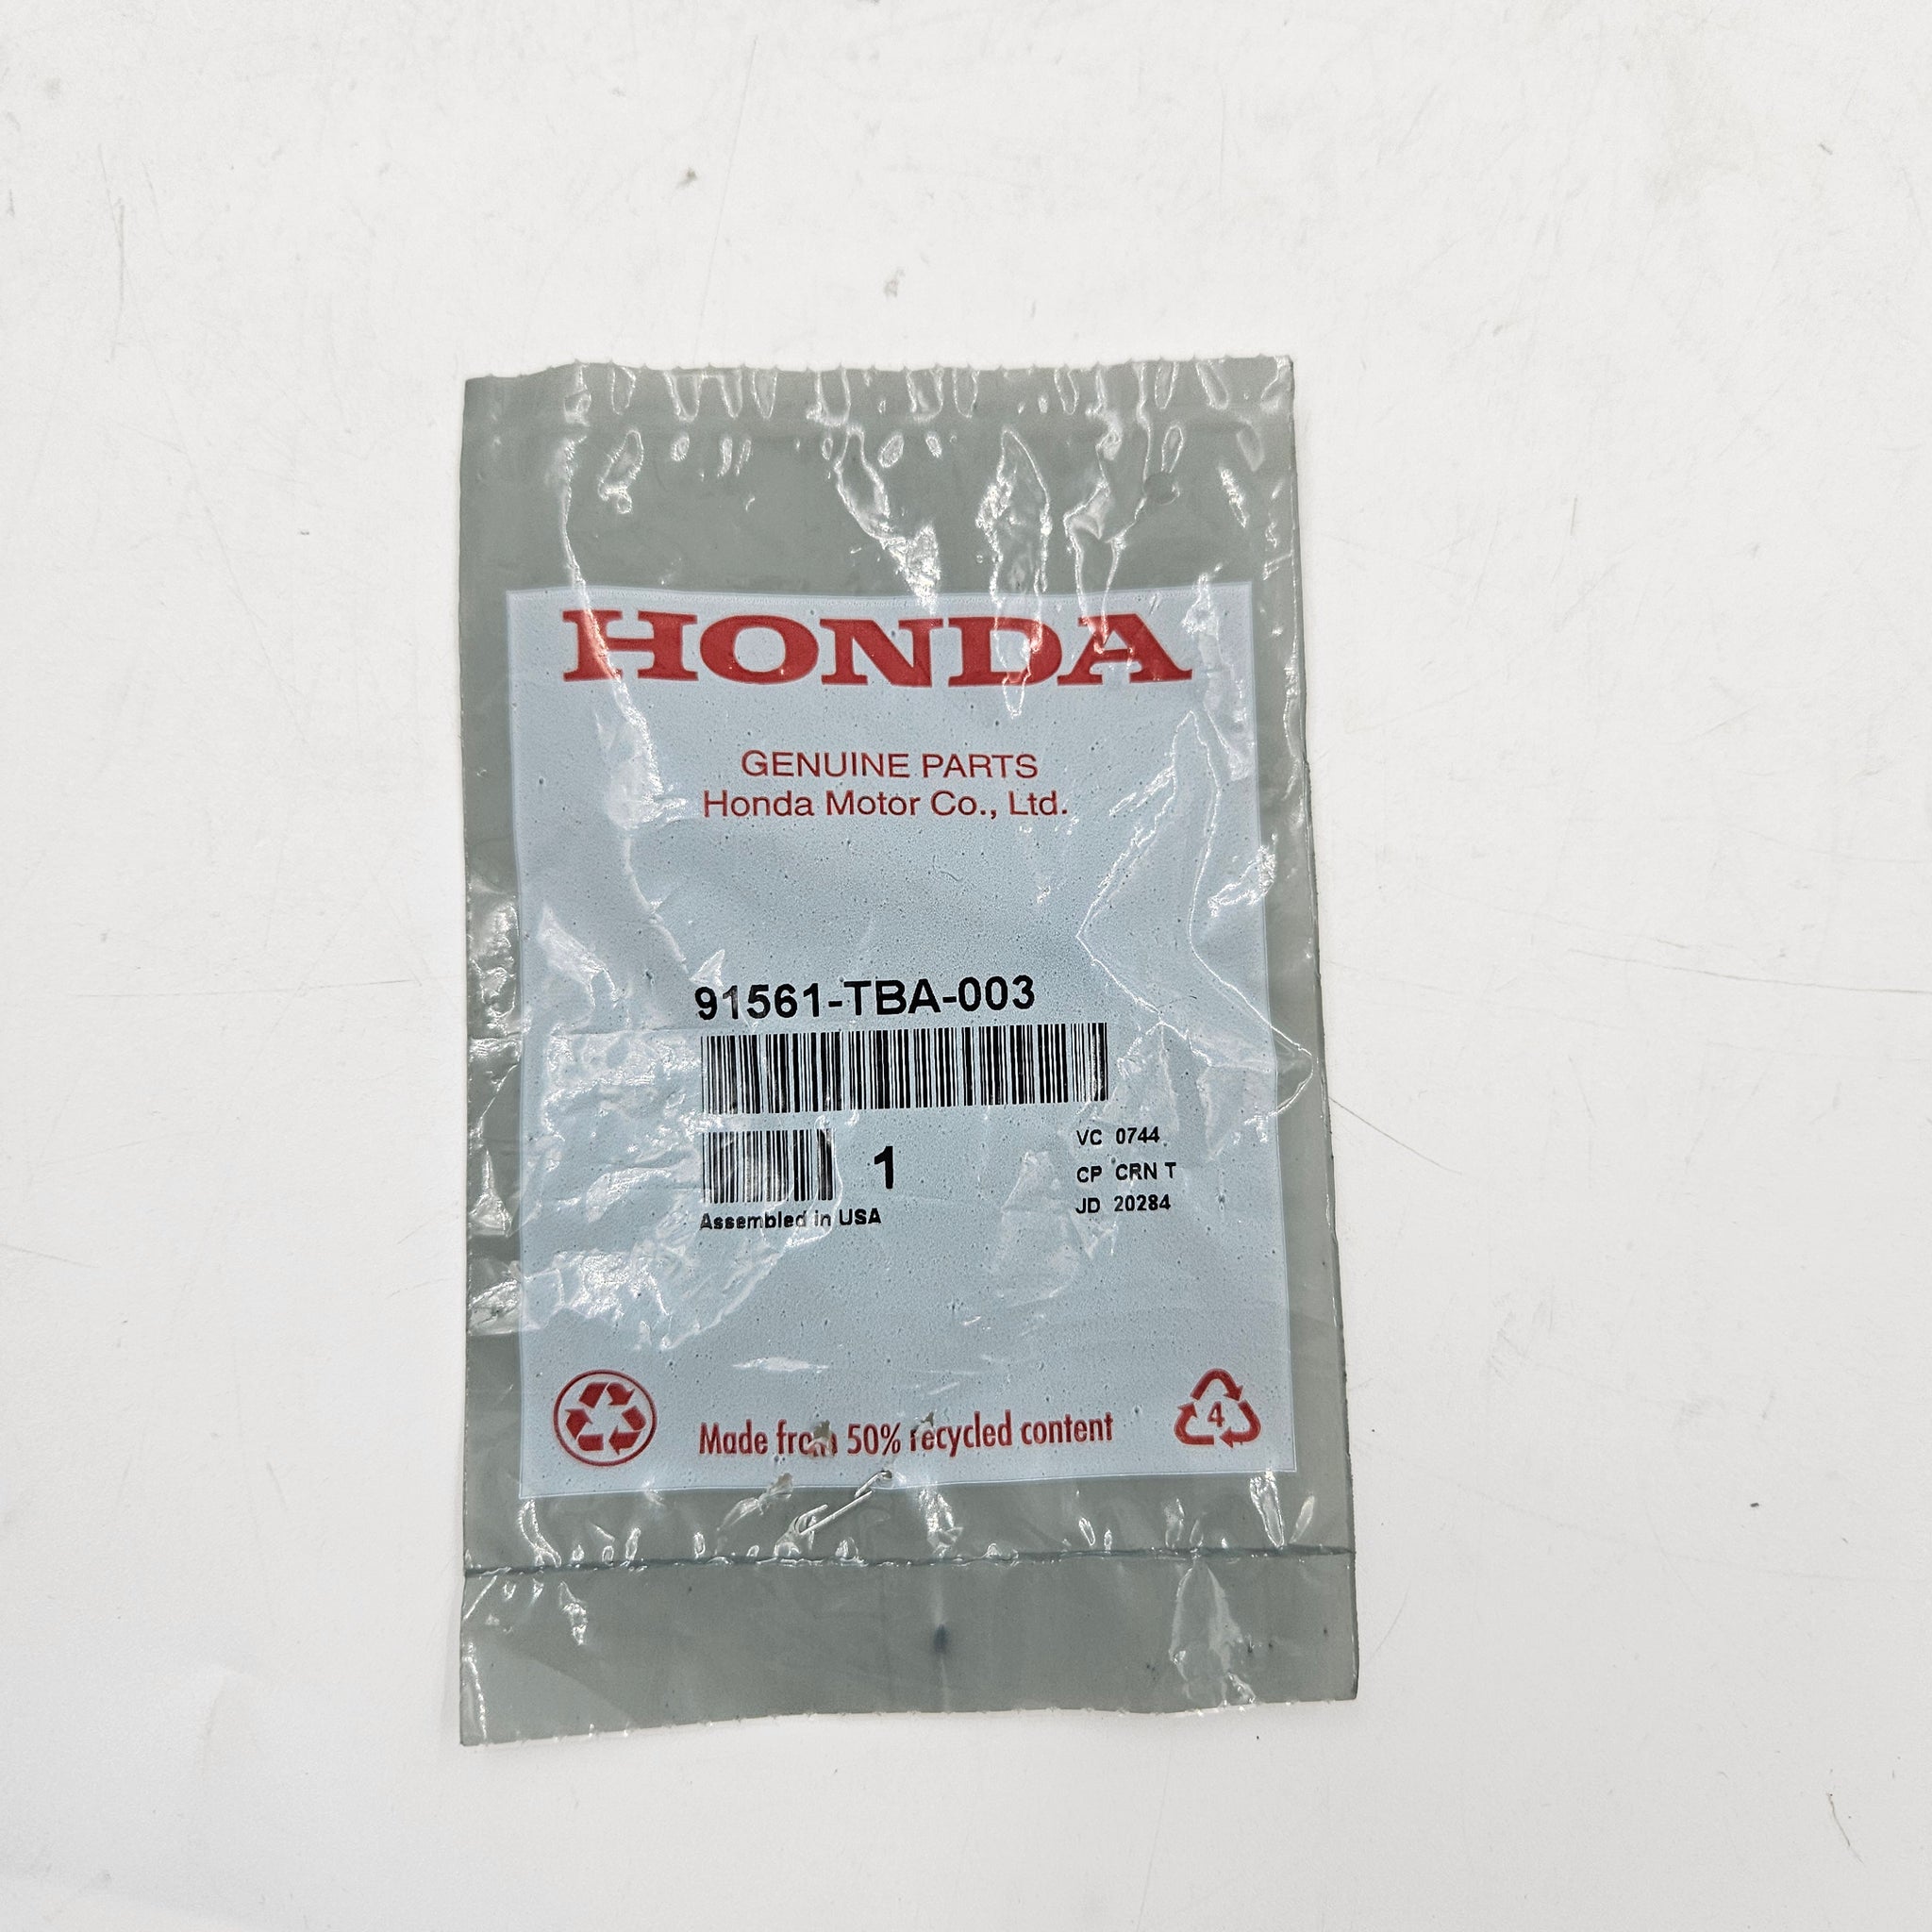 HONDA
GENUINE PARTS
Honda Motor Co., Ltd.
91561-TBA-003
1
VC 0744
CP CRN T
JD 20284
Assembled in USA
Made from 50% recycled content
4